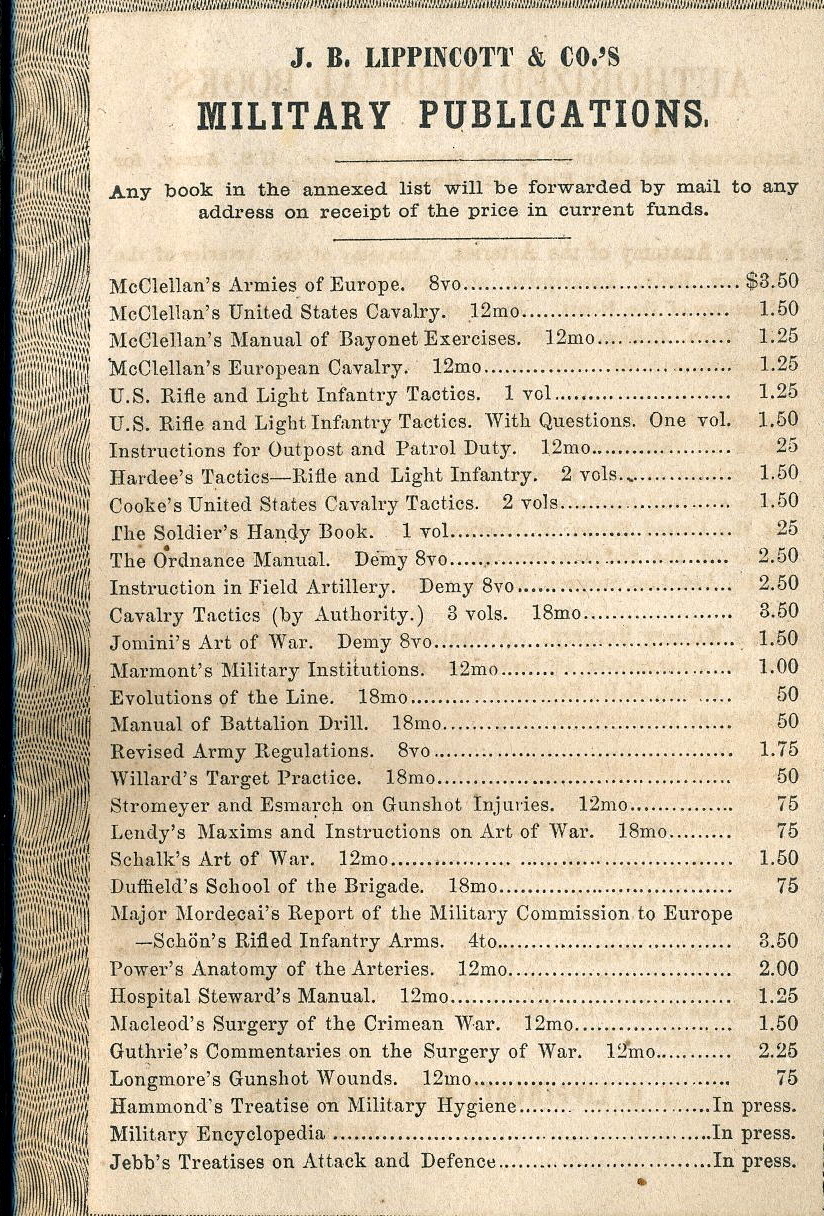 J. B. LIPPINCOTT & CO.'S
MILITARY PUBLICATIONS.
Any book in the annexed list will be forwarded by mail to any
address on receipt of the price in current funds.
McClellan's Armies of Europe. 8vo........................................ $3.50
McClellan's United States Cavalry. 12mo.............................. 1.50
McClellan's Manual of Bayonet Exercises. 12mo................... 1.25
McClellan's European Cavalry. 12mo................................... 1.25
U.S. Rifle and Light Infantry Tactics. 1 vol.......................... 1.25
U.S. Rifle and Light Infantry Tactics. With Questions. One vol. 1.50
Instructions for Outpost and Patrol Duty. 12mo.................... 25
Hardee's Tactics—Rifle and Light Infantry. 2 vols................ 1.50
Cooke's United States Cavalry Tactics. 2 vols......................... 1.50
The Soldier's Handy Book. 1 vol......................................... 25
The Ordnance Manual. Demy 8vo........................................ 2.50
Instruction in Field Artillery. Demy 8vo............................... 2.50
Cavalry Tactics (by Authority.) 3 vols. 18mo...................... 3.50
Jomini's Art of War. Demy 8vo........................................... 1.50
Marmont's Military Institutions. 12mo................................. 1.00
Evolutions of the Line. 18mo.............................................. 50
Manual of Battalion Drill. 18mo.......................................... 50
Revised Army Regulations. 8vo........................................... 1.75
Willard's Target Practice. 18mo.......................................... 50
Stromeyer and Esmarch on Gunshot Injuries. 12mo............... 75
Lendy's Maxims and Instructions on Art of War. 18mo......... 75
Schalk's Art of War. 12mo................................................. 1.50
Duffield's School of the Brigade. 18mo.................................. 75
Major Mordecai's Report of the Military Commission to Europe
—Schön's Rifled Infantry Arms. 4to.................................. 3.50
Power's Anatomy of the Arteries. 12mo................................ 2.00
Hospital Steward's Manual. 12mo......................................... 1.25
Macleod's Surgery of the Crimean War. 12mo....................... 1.50
Guthrie's Commentaries on the Surgery of War. 12mo........... 2.25
Longmore's Gunshot Wounds. 12mo..................................... 75
Hammond's Treatise on Military Hygiene..........................In press.
Military Encyclopedia ......................................................In press.
Jebb's Treatises on Attack and Defence..............................In press.